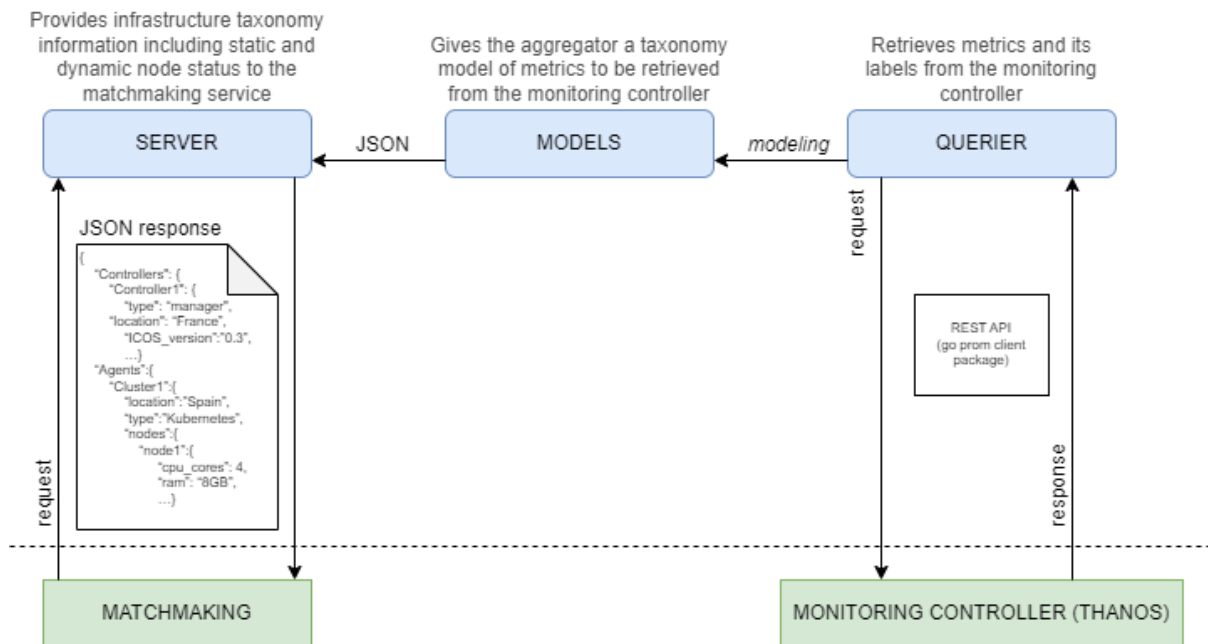 Provides infrastructure taxonomy
information including static and
dynamic node status to the
matchmaking service
Gives the aggregator a taxonomy
model of metrics to be retrieved
from the monitoring controller
Retrieves metrics and its
labels from the monitoring
controller
SERVER
JSON
MODELS
modeling
QUERIER
request
JSON response
{
“Controllers”: {
“Controller1”: {
“type”: “manager”,
“location”: “France”,
“ICOS_version”:”0.3”,
...}
“Agents”:{
“Cluster1”:{
“location”:”Spain”,
“type”:”Kubernetes”,
“nodes”:{
“node1”:{
“cpu_cores”: 4,
“ram”: “8GB”,
...}
request
REST API
(go prom client
package)
response
MATCHMAKING
MONITORING CONTROLLER (THANOS)